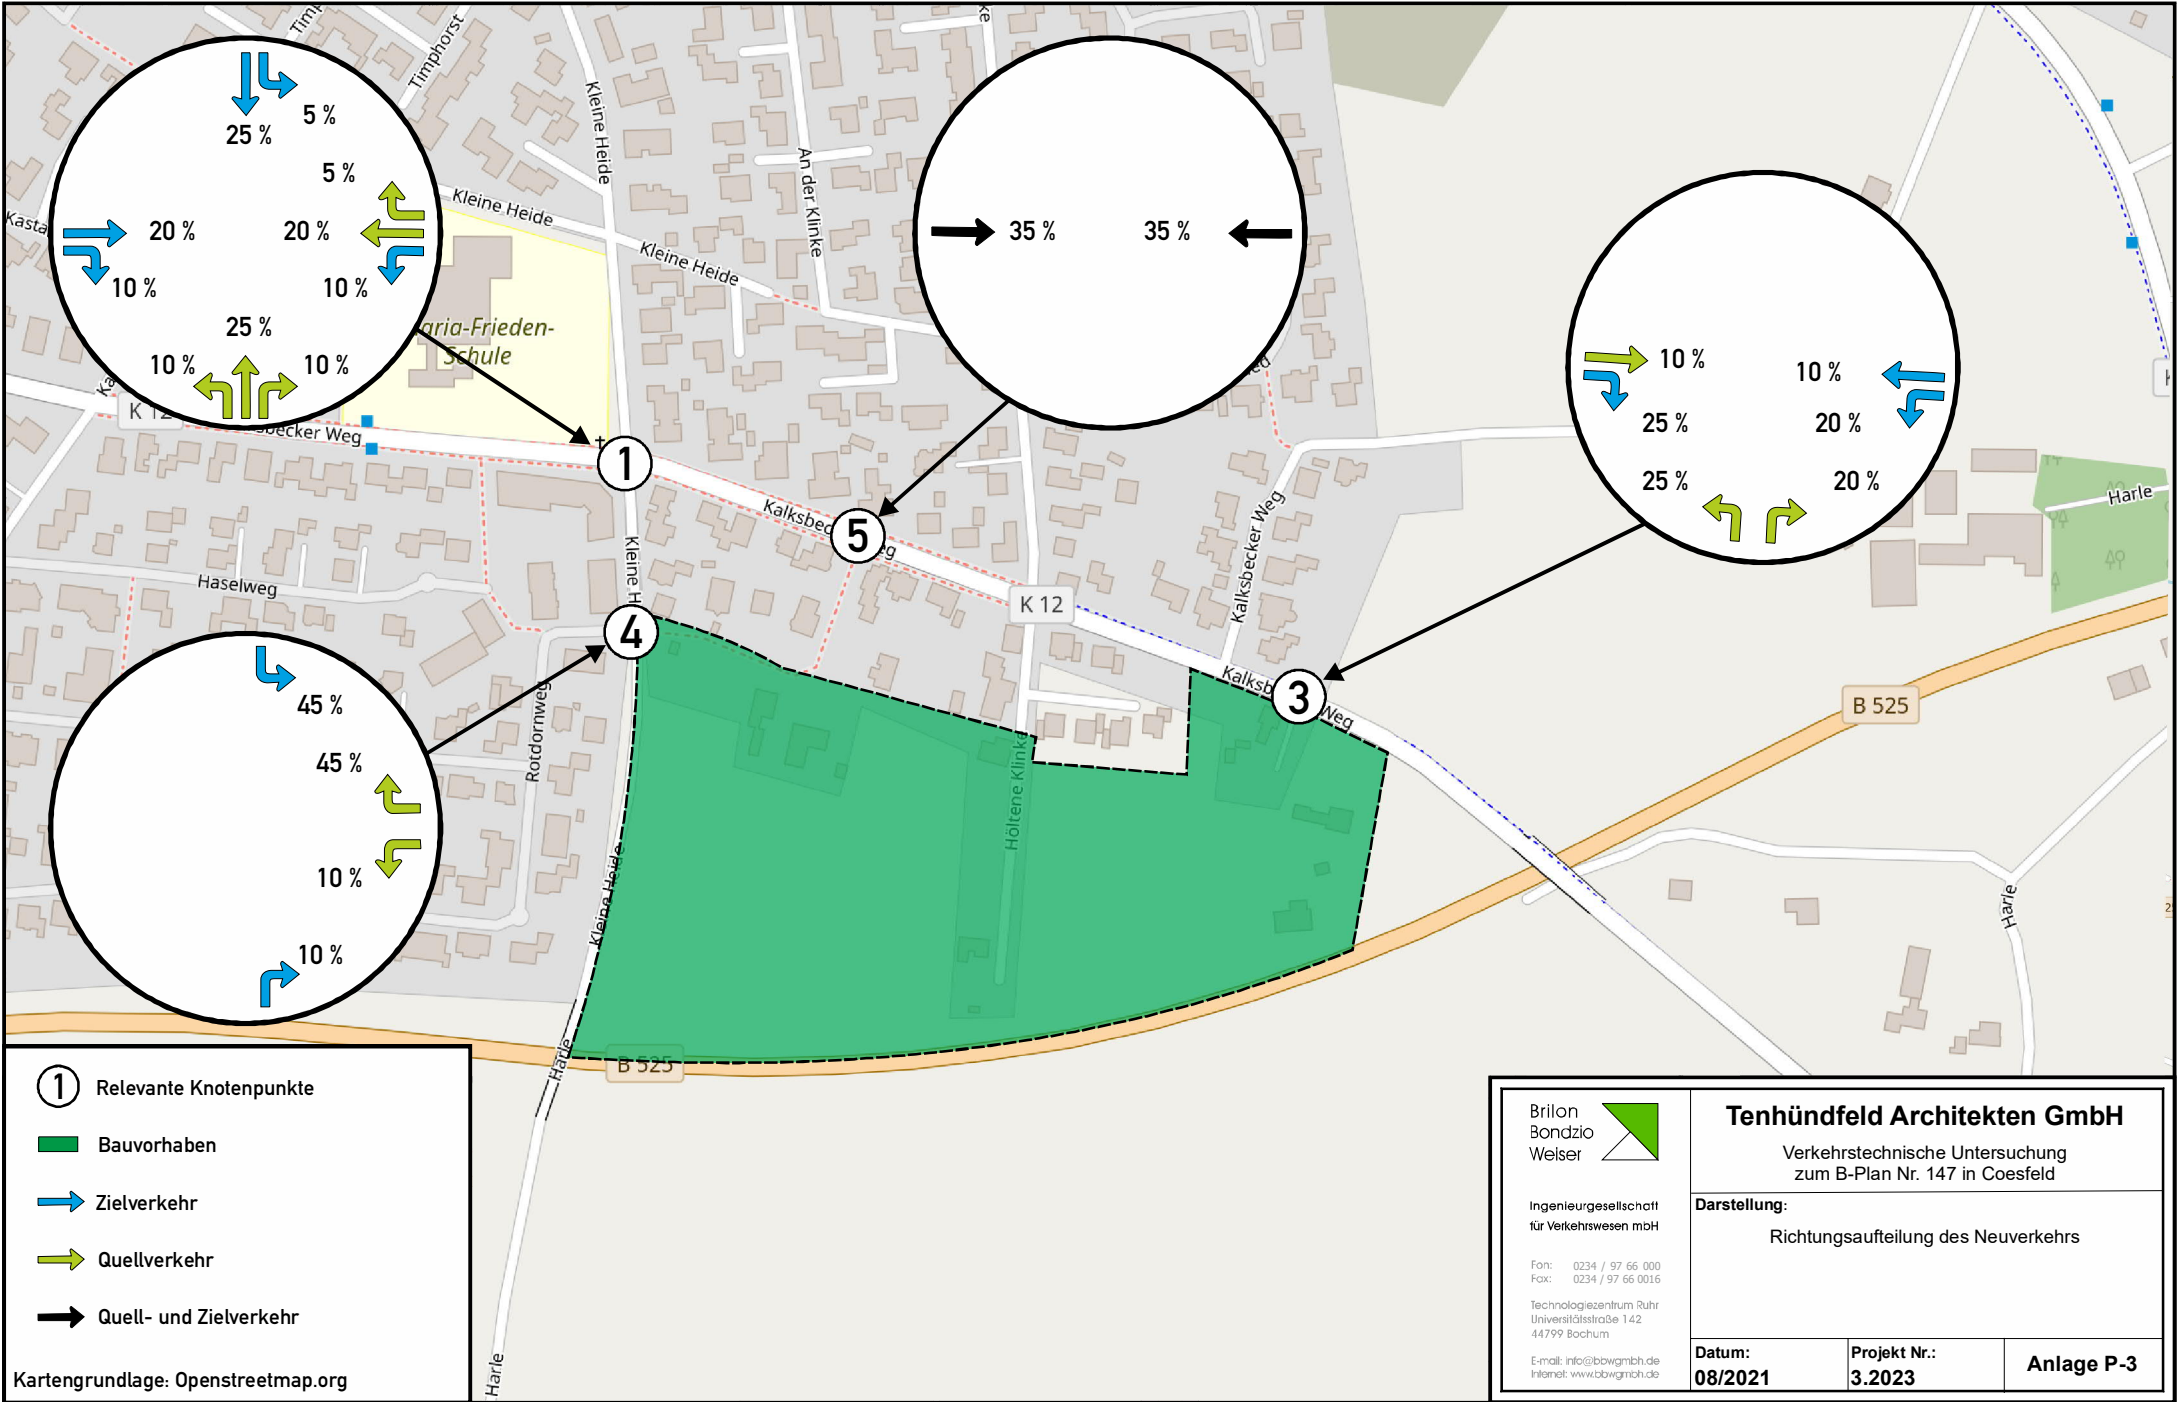 Timphorst
Kleine Heide
An der Klinke
Kleine Heide
Kleine Heide
25 %
5 %
5 %
20 %
20 %
10 %
10 %
25 %
10 %
10 %
35 %
35 %
10 %
10 %
25 %
20 %
25 %
20 %
aria-Frieden-
Schule
K 12
sbecker Weg
1
Kalksbec
eg
5
Kleine H
Haselweg
K 12
Kalksbecker Weg
Harle
4
Kalksb
Weg
3
B 525
45 %
45 %
10 %
10 %
Rotdornweg
Höltene Klinke
Kleine Heide
Harle
Harle
B 525
Harle
1 Relevante Knotenpunkte
Bauvorhaben
Zielverkehr
Quellverkehr
Quell- und Zielverkehr
Kartengrundlage: Openstreetmap.org
Brilon
Bondzio
Weiser
Ingenieurgesellschaft
für Verkehrswesen mbH
Fon: 0234 / 97 66 000
Fax: 0234 / 97 66 0016
Technologiezentrum Ruhr
Universitätsstraße 142
44799 Bochum
E-mail: info@bbwgmbh.de
Internet: www.bbwgmbh.de
Tenhündfeld Architekten GmbH
Verkehrstechnische Untersuchung
zum B-Plan Nr. 147 in Coesfeld
Darstellung:
Richtungsaufteilung des Neuverkehrs
Datum:
08/2021
Projekt Nr.:
3.2023
Anlage P-3